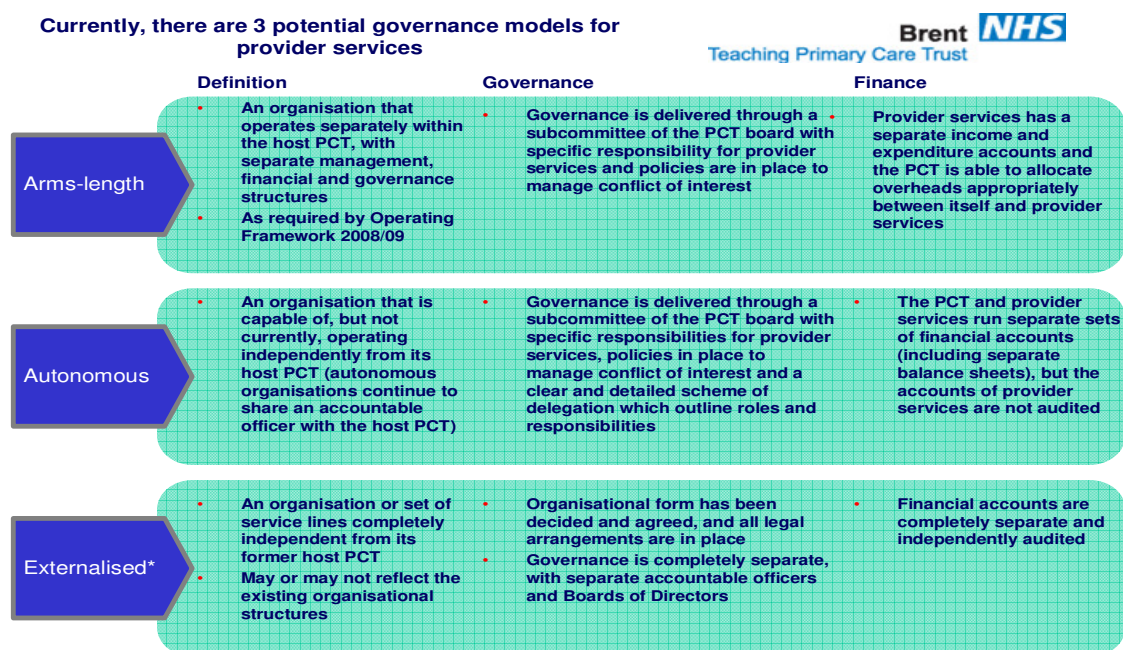 Currently, there are 3 potential governance models for
provider services
Brent NHS
Teaching Primary Care Trust
Definition
Governance
Finance
Arms-length
• An organisation that
operates separately within
the host PCT, with
separate management,
financial and governance
structures
• As required by Operating
Framework 2008/09
• Governance is delivered through a
subcommittee of the PCT board with
specific responsibility for provider
services and policies are in place to
manage conflict of interest
• Provider services has a
separate income and
expenditure accounts and
the PCT is able to allocate
overheads appropriately
between itself and provider
services
Autonomous
• An organisation that is
capable of, but not
currently, operating
independently from its
host PCT (autonomous
organisations continue to
share an accountable
officer with the host PCT)
• Governance is delivered through a
subcommittee of the PCT board with
specific responsibilities for provider
services, policies in place to
manage conflict of interest and a
clear and detailed scheme of
delegation which outline roles and
responsibilities
• The PCT and provider
services run separate sets
of financial accounts
(including separate
balance sheets), but the
accounts of provider
services are not audited
Externalised*
• An organisation or set of
service lines completely
independent from its
former host PCT
• May or may not reflect the
existing organisational
structures
• Organisational form has been
decided and agreed, and all legal
arrangements are in place
• Governance is completely separate,
with separate accountable officers
and Boards of Directors
• Financial accounts are
completely separate and
independently audited